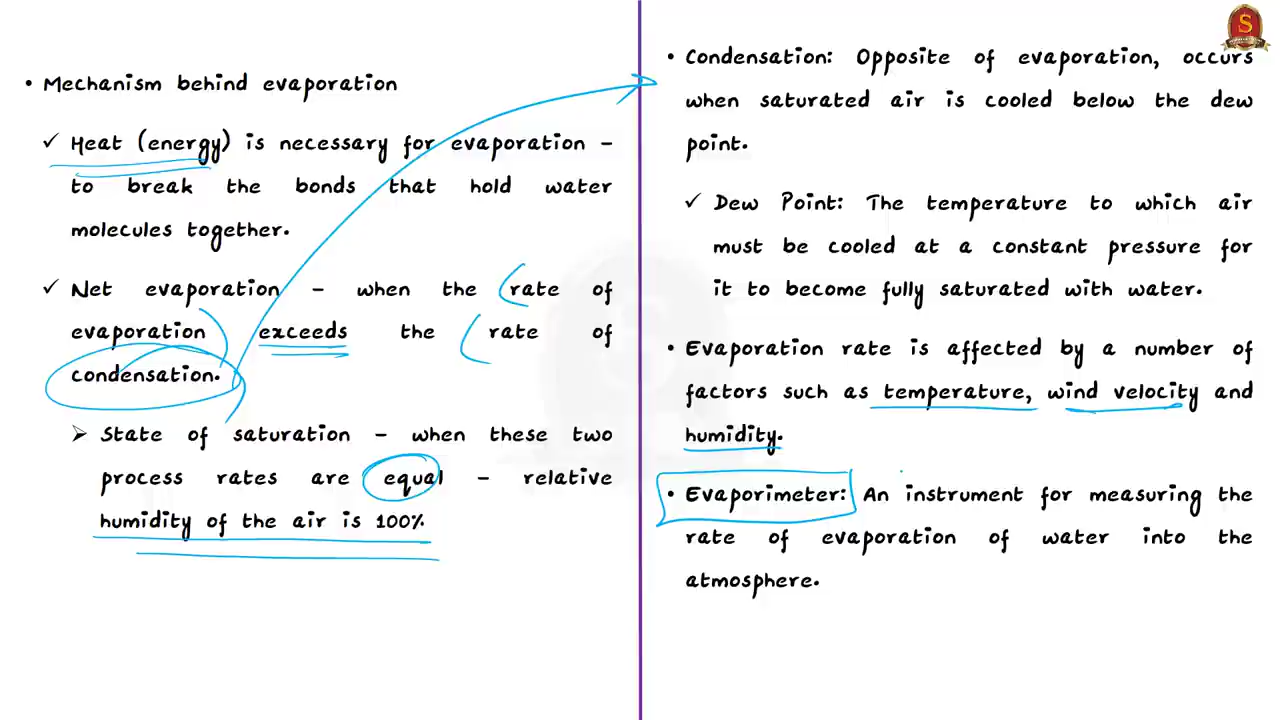 • Mechanism behind evaporation
✓ Heat (energy) is necessary for evaporation –
to break the bonds that hold water
molecules together.
✓ Net evaporation – when the rate of
evaporation exceeds the rate of
condensation.
➢ State of saturation – when these two
process rates are equal – relative
humidity of the air is 100%.
S
• Condensation: Opposite of evaporation, occurs
when saturated air is cooled below the dew
point.
✓ Dew Point: The temperature to which air
must be cooled at a constant pressure for
it to become fully saturated with water.
• Evaporation rate is affected by a number of
factors such as temperature, wind velocity and
humidity.
• Evaporimeter: An instrument for measuring the
rate of evaporation of water into the
atmosphere.